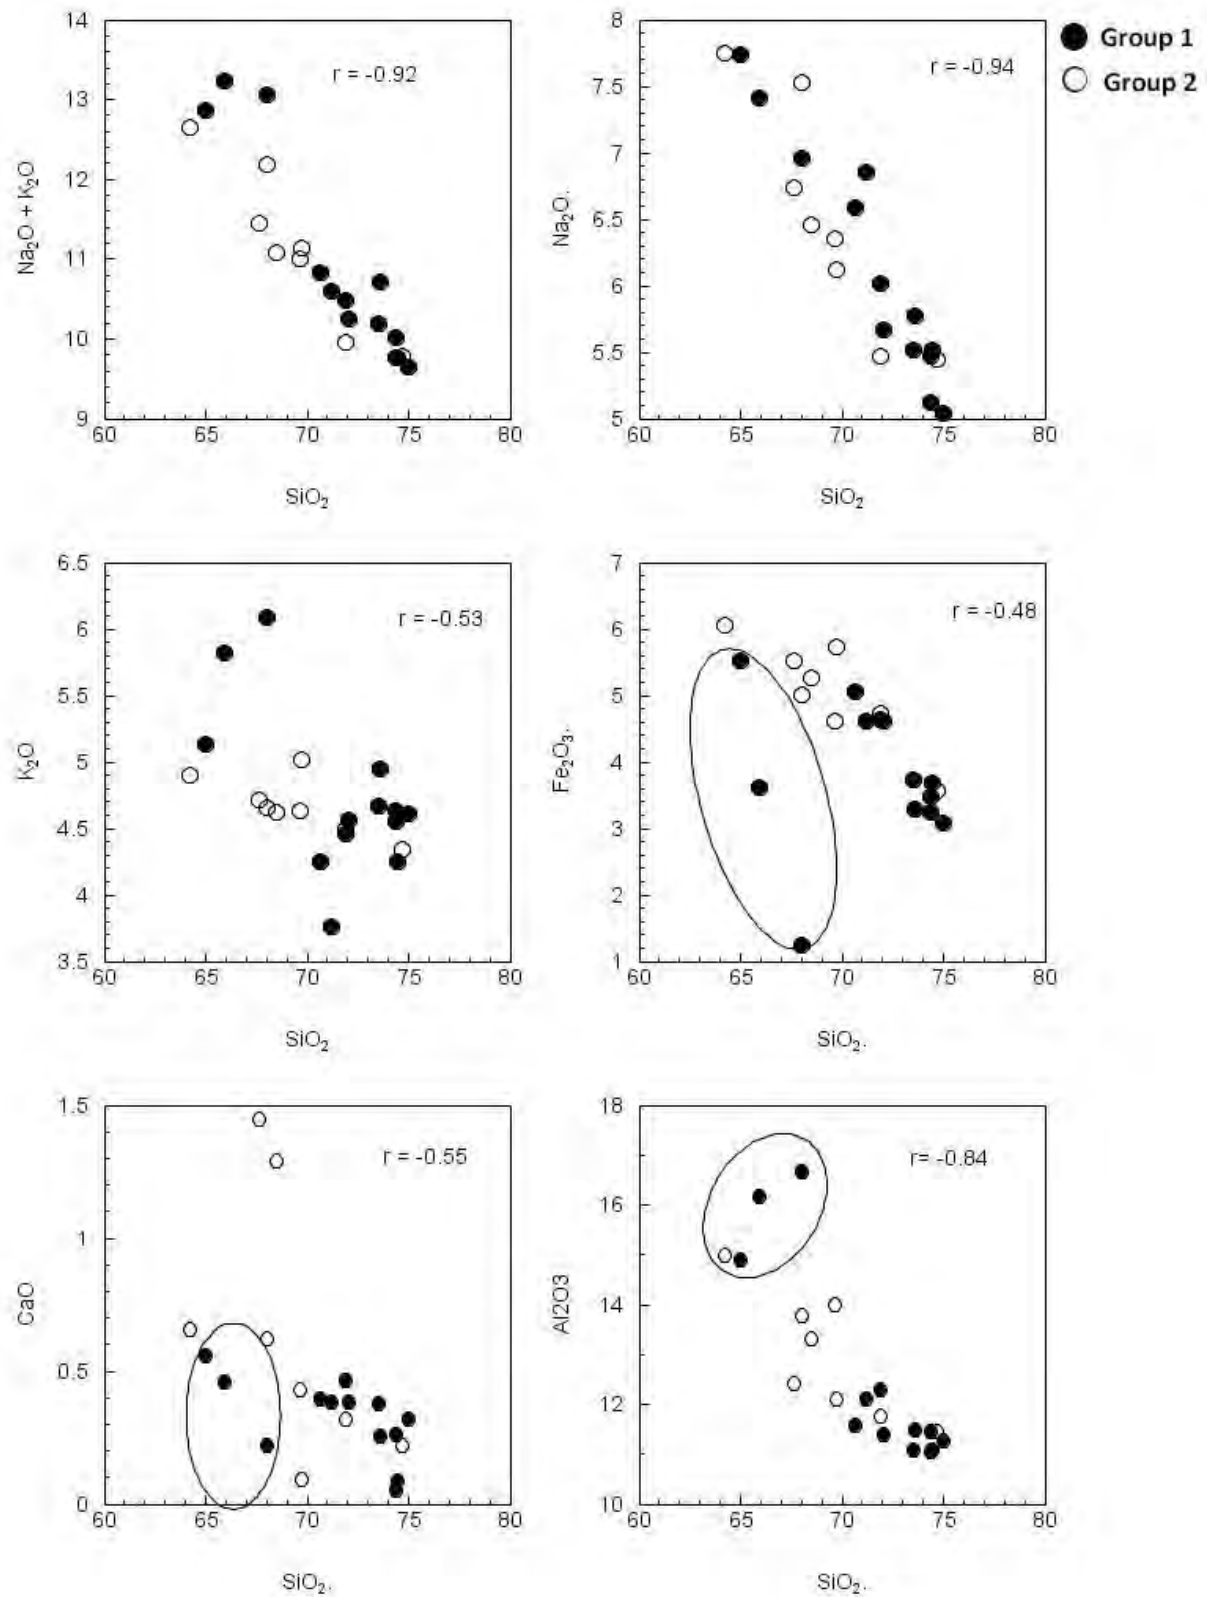 14
13
12
11
10
9
60 65 70 75 80
Na₂O + K₂O
SiO₂
r = -0.92
8
7.5
7
6.5
6
5.5
5
60 65 70 75 80
Na₂O.
SiO₂
r = -0.94
Group 1
Group 2
6.5
6
5.5
5
4.5
4
3.5
60 65 70 75 80
K₂O
SiO₂
r = -0.53
7
6
5
4
3
2
1
60 65 70 75 80
Fe₂O₃.
SiO₂.
r = -0.48
1.5
1
0.5
0
60 65 70 75 80
CaO
SiO₂.
r = -0.55
18
16
14
12
10
60 65 70 75 80
Al2O3
SiO₂.
r= -0.84